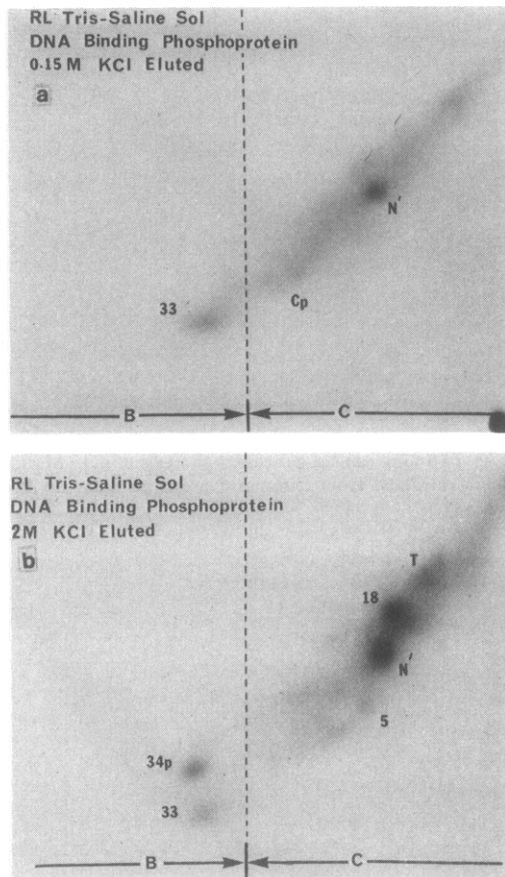 RL Tris-Saline Sol
DNA Binding Phosphoprotein
0·15 M KCl Eluted
a
N'
Cp
33
B
C
RL Tris-Saline Sol
DNA Binding Phosphoprotein
2M KCl Eluted
b
T
18
N'
5
34p
33
B
C